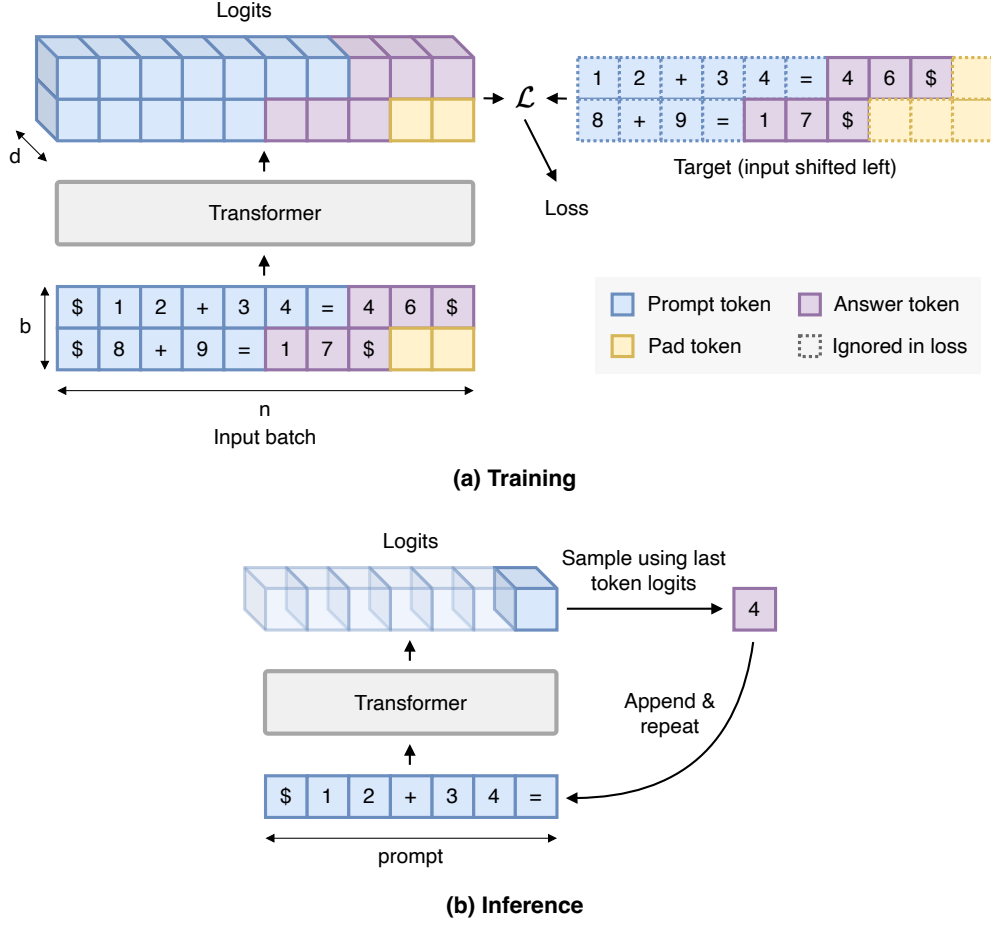 Logits
d
Transformer
b
$ 1 2 + 3 4 = 4 6 $
$ 8 + 9 = 1 7 $
n
Input batch
ℒ
Loss
1 2 + 3 4 = 4 6 $
8 + 9 = 1 7 $
Target (input shifted left)
Prompt token
Answer token
Pad token
Ignored in loss
(a) Training
Logits
Sample using last
token logits
4
Transformer
Append &
repeat
$ 1 2 + 3 4 =
prompt
(b) Inference